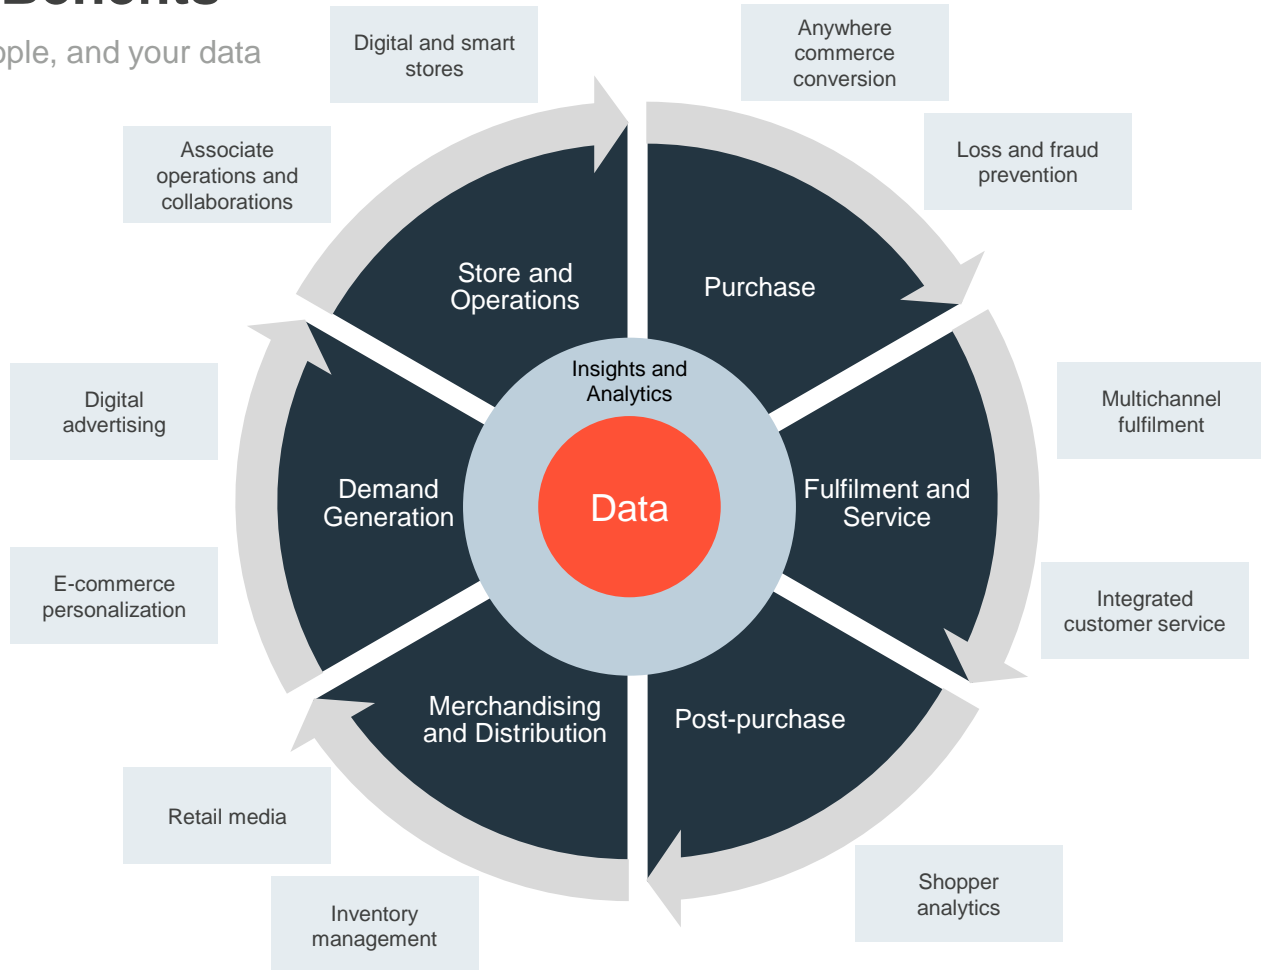 Benefits
and your data
Digital and smart
stores
Anywhere
commerce
conversion
Associate
operations and
collaborations
Loss and fraud
prevention
Store and
Operations
Purchase
Insights and
Analytics
Digital
advertising
Multichannel
fulfilment
Demand
Generation
Data
Fulfilment and
Service
E-commerce
personalization
Integrated
customer service
Merchandising
and Distribution
Post-purchase
Retail media
Shopper
analytics
Inventory
management